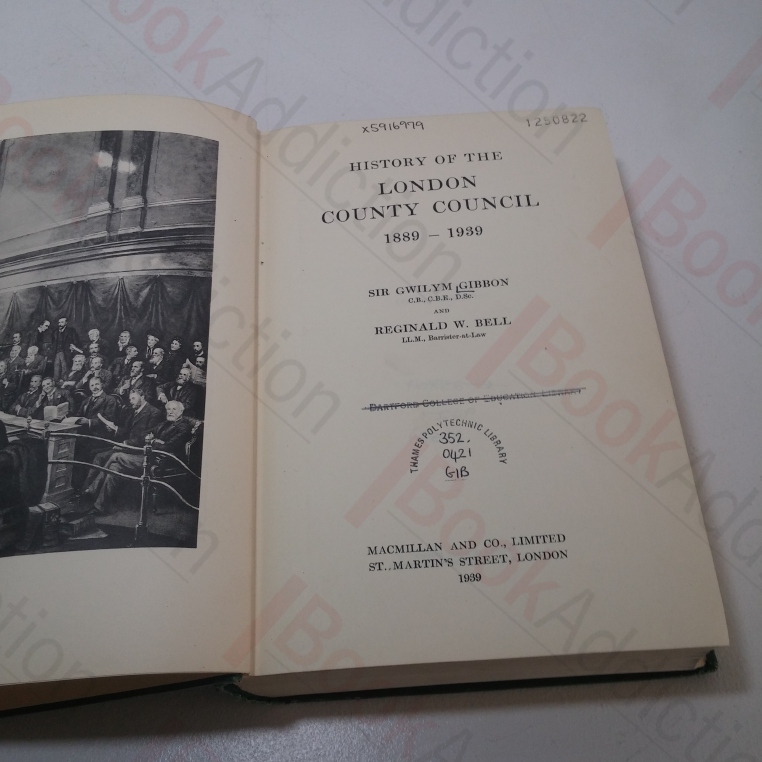 x5916979
1250822
HISTORY OF THE
LONDON
COUNTY COUNCIL
1889 – 1939
SIR GWILYM GIBBON
C.B., C.B.E., D.Sc.
AND
REGINALD W. BELL
LL.M., Barrister-at-Law
DARTFORD COLLEGE OF EDUCATION LIBRARY
THAMES POLYTECHNIC LIBRARY
352.
0421
GIB
MACMILLAN AND CO., LIMITED
ST. MARTIN'S STREET, LONDON
1939
BookAddiction